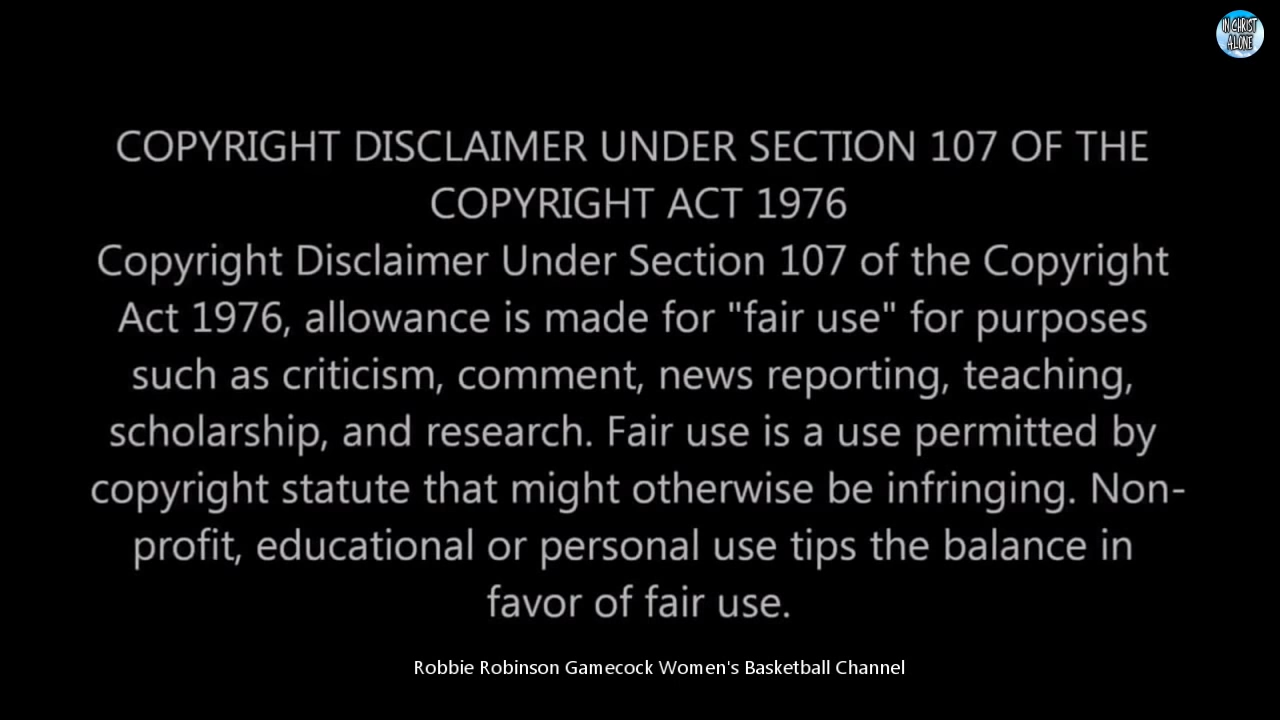 IN CHRIST
ALONE
COPYRIGHT DISCLAIMER UNDER SECTION 107 OF THE
COPYRIGHT ACT 1976
Copyright Disclaimer Under Section 107 of the Copyright
Act 1976, allowance is made for "fair use" for purposes
such as criticism, comment, news reporting, teaching,
scholarship, and research. Fair use is a use permitted by
copyright statute that might otherwise be infringing. Non-
profit, educational or personal use tips the balance in
favor of fair use.
Robbie Robinson Gamecock Women's Basketball Channel